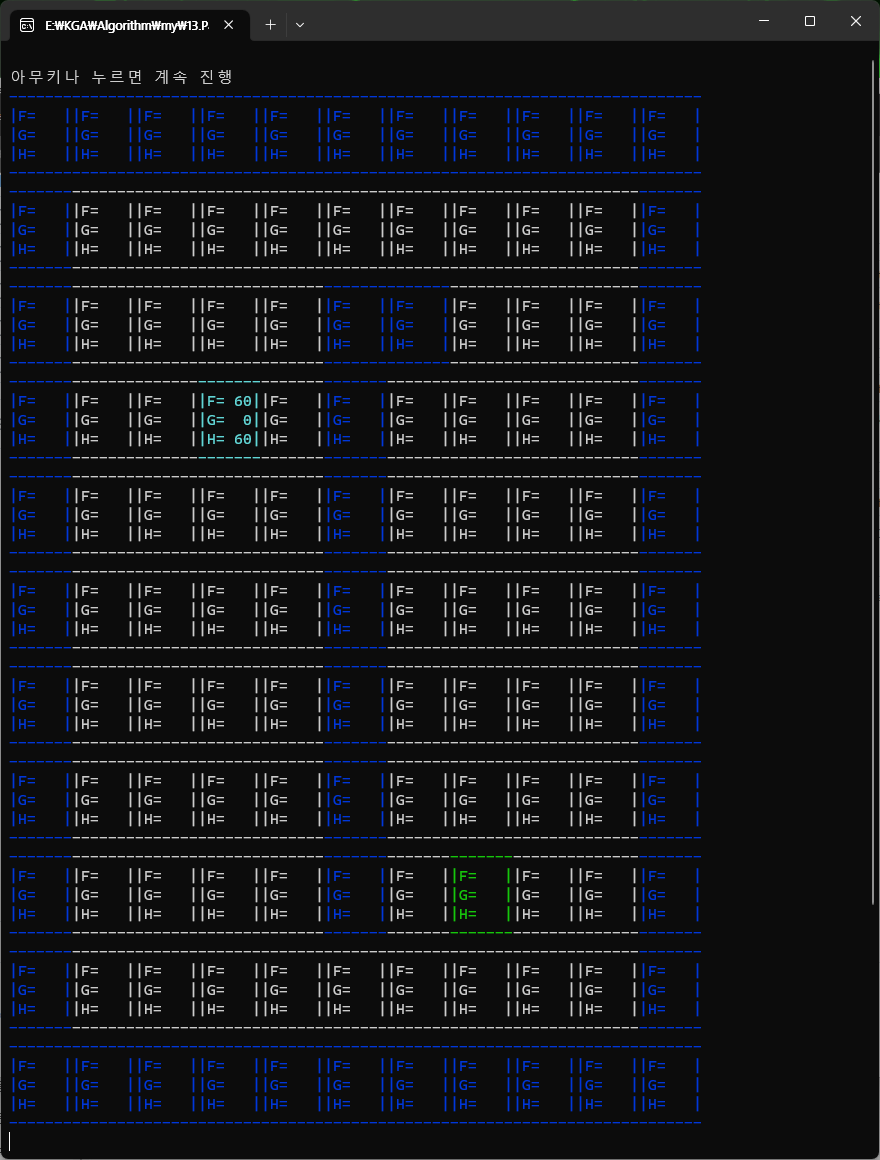 E:₩KGA₩Algorithm₩my₩13.P
아무키나 누르면 계속 진행
|F=   ||F=   ||F=   ||F=   ||F=   ||F=   ||F=   ||F=   ||F=   ||F=   ||F=   |
|G=   ||G=   ||G=   ||G=   ||G=   ||G=   ||G=   ||G=   ||G=   ||G=   ||G=   |
|H=   ||H=   ||H=   ||H=   ||H=   ||H=   ||H=   ||H=   ||H=   ||H=   ||H=   |
|F=   ||F=   ||F=   ||F=   ||F=   ||F=   ||F=   ||F=   ||F=   ||F=   ||F=   |
|G=   ||G=   ||G=   ||G=   ||G=   ||G=   ||G=   ||G=   ||G=   ||G=   ||G=   |
|H=   ||H=   ||H=   ||H=   ||H=   ||H=   ||H=   ||H=   ||H=   ||H=   ||H=   |
|F=   ||F=   ||F=   ||F=   ||F=   ||F=   ||F=   ||F=   ||F=   ||F=   ||F=   |
|G=   ||G=   ||G=   ||G=   ||G=   ||G=   ||G=   ||G=   ||G=   ||G=   ||G=   |
|H=   ||H=   ||H=   ||H=   ||H=   ||H=   ||H=   ||H=   ||H=   ||H=   ||H=   |
|F=   ||F=   ||F=   ||F= 60||F=   ||F=   ||F=   ||F=   ||F=   ||F=   ||F=   |
|G=   ||G=   ||G=   ||G=  0||G=   ||G=   ||G=   ||G=   ||G=   ||G=   ||G=   |
|H=   ||H=   ||H=   ||H= 60||H=   ||H=   ||H=   ||H=   ||H=   ||H=   ||H=   |
|F=   ||F=   ||F=   ||F=   ||F=   ||F=   ||F=   ||F=   ||F=   ||F=   ||F=   |
|G=   ||G=   ||G=   ||G=   ||G=   ||G=   ||G=   ||G=   ||G=   ||G=   ||G=   |
|H=   ||H=   ||H=   ||H=   ||H=   ||H=   ||H=   ||H=   ||H=   ||H=   ||H=   |
|F=   ||F=   ||F=   ||F=   ||F=   ||F=   ||F=   ||F=   ||F=   ||F=   ||F=   |
|G=   ||G=   ||G=   ||G=   ||G=   ||G=   ||G=   ||G=   ||G=   ||G=   ||G=   |
|H=   ||H=   ||H=   ||H=   ||H=   ||H=   ||H=   ||H=   ||H=   ||H=   ||H=   |
|F=   ||F=   ||F=   ||F=   ||F=   ||F=   ||F=   ||F=   ||F=   ||F=   ||F=   |
|G=   ||G=   ||G=   ||G=   ||G=   ||G=   ||G=   ||G=   ||G=   ||G=   ||G=   |
|H=   ||H=   ||H=   ||H=   ||H=   ||H=   ||H=   ||H=   ||H=   ||H=   ||H=   |
|F=   ||F=   ||F=   ||F=   ||F=   ||F=   ||F=   ||F=   ||F=   ||F=   ||F=   |
|G=   ||G=   ||G=   ||G=   ||G=   ||G=   ||G=   ||G=   ||G=   ||G=   ||G=   |
|H=   ||H=   ||H=   ||H=   ||H=   ||H=   ||H=   ||H=   ||H=   ||H=   ||H=   |
|F=   ||F=   ||F=   ||F=   ||F=   ||F=   ||F=   ||F=   ||F=   ||F=   ||F=   |
|G=   ||G=   ||G=   ||G=   ||G=   ||G=   ||G=   ||G=   ||G=   ||G=   ||G=   |
|H=   ||H=   ||H=   ||H=   ||H=   ||H=   ||H=   ||H=   ||H=   ||H=   ||H=   |
|F=   ||F=   ||F=   ||F=   ||F=   ||F=   ||F=   ||F=   ||F=   ||F=   ||F=   |
|G=   ||G=   ||G=   ||G=   ||G=   ||G=   ||G=   ||G=   ||G=   ||G=   ||G=   |
|H=   ||H=   ||H=   ||H=   ||H=   ||H=   ||H=   ||H=   ||H=   ||H=   ||H=   |
|F=   ||F=   ||F=   ||F=   ||F=   ||F=   ||F=   ||F=   ||F=   ||F=   ||F=   |
|G=   ||G=   ||G=   ||G=   ||G=   ||G=   ||G=   ||G=   ||G=   ||G=   ||G=   |
|H=   ||H=   ||H=   ||H=   ||H=   ||H=   ||H=   ||H=   ||H=   ||H=   ||H=   |